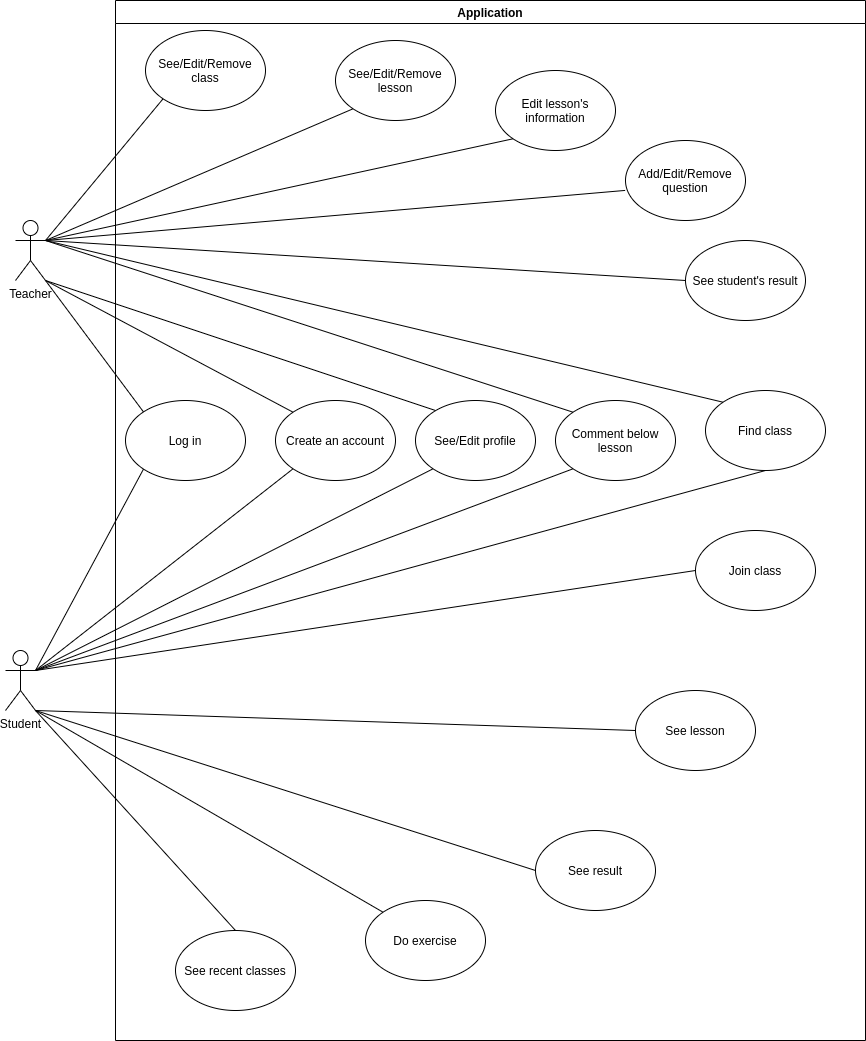 Application
See/Edit/Remove
class
See/Edit/Remove
lesson
Edit lesson's
information
Add/Edit/Remove
question
See student's result
Teacher
Log in
Create an account
See/Edit profile
Comment below
lesson
Find class
Join class
Student
See lesson
See result
Do exercise
See recent classes